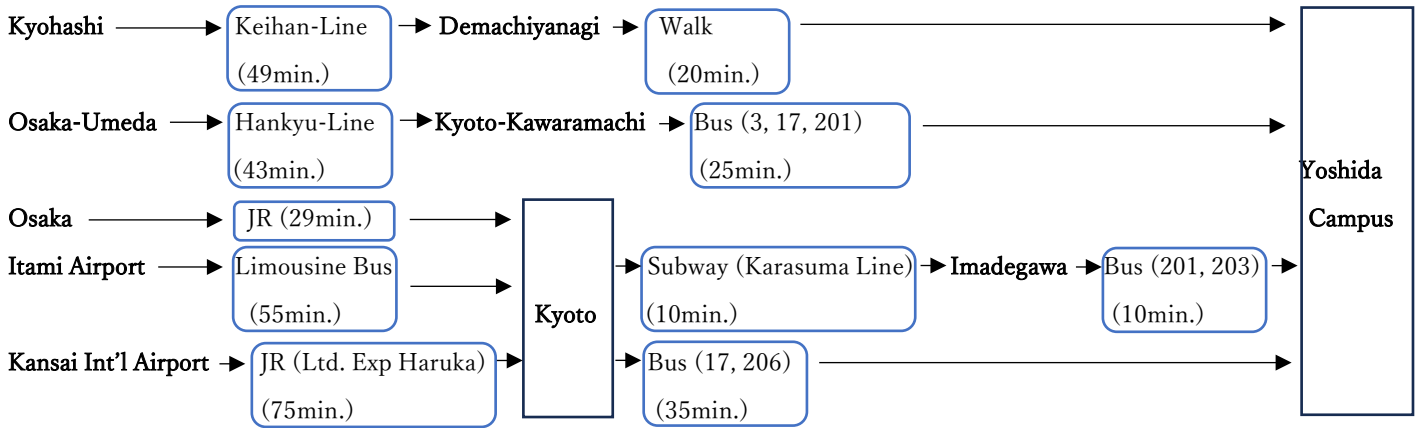 Kyohashi
Keihan-Line
(49min.)
Demachiyanagi
Walk
(20min.)
Osaka-Umeda
Hankyu-Line
(43min.)
Kyoto-Kawaramachi
Bus (3, 17, 201)
(25min.)
Osaka
JR (29min.)
Itami Airport
Limousine Bus
(55min.)
Kansai Int'l Airport
JR (Ltd. Exp Haruka)
(75min.)
Kyoto
Subway (Karasuma Line)
(10min.)
Imadegawa
Bus (201, 203)
(10min.)
Bus (17, 206)
(35min.)
Yoshida
Campus